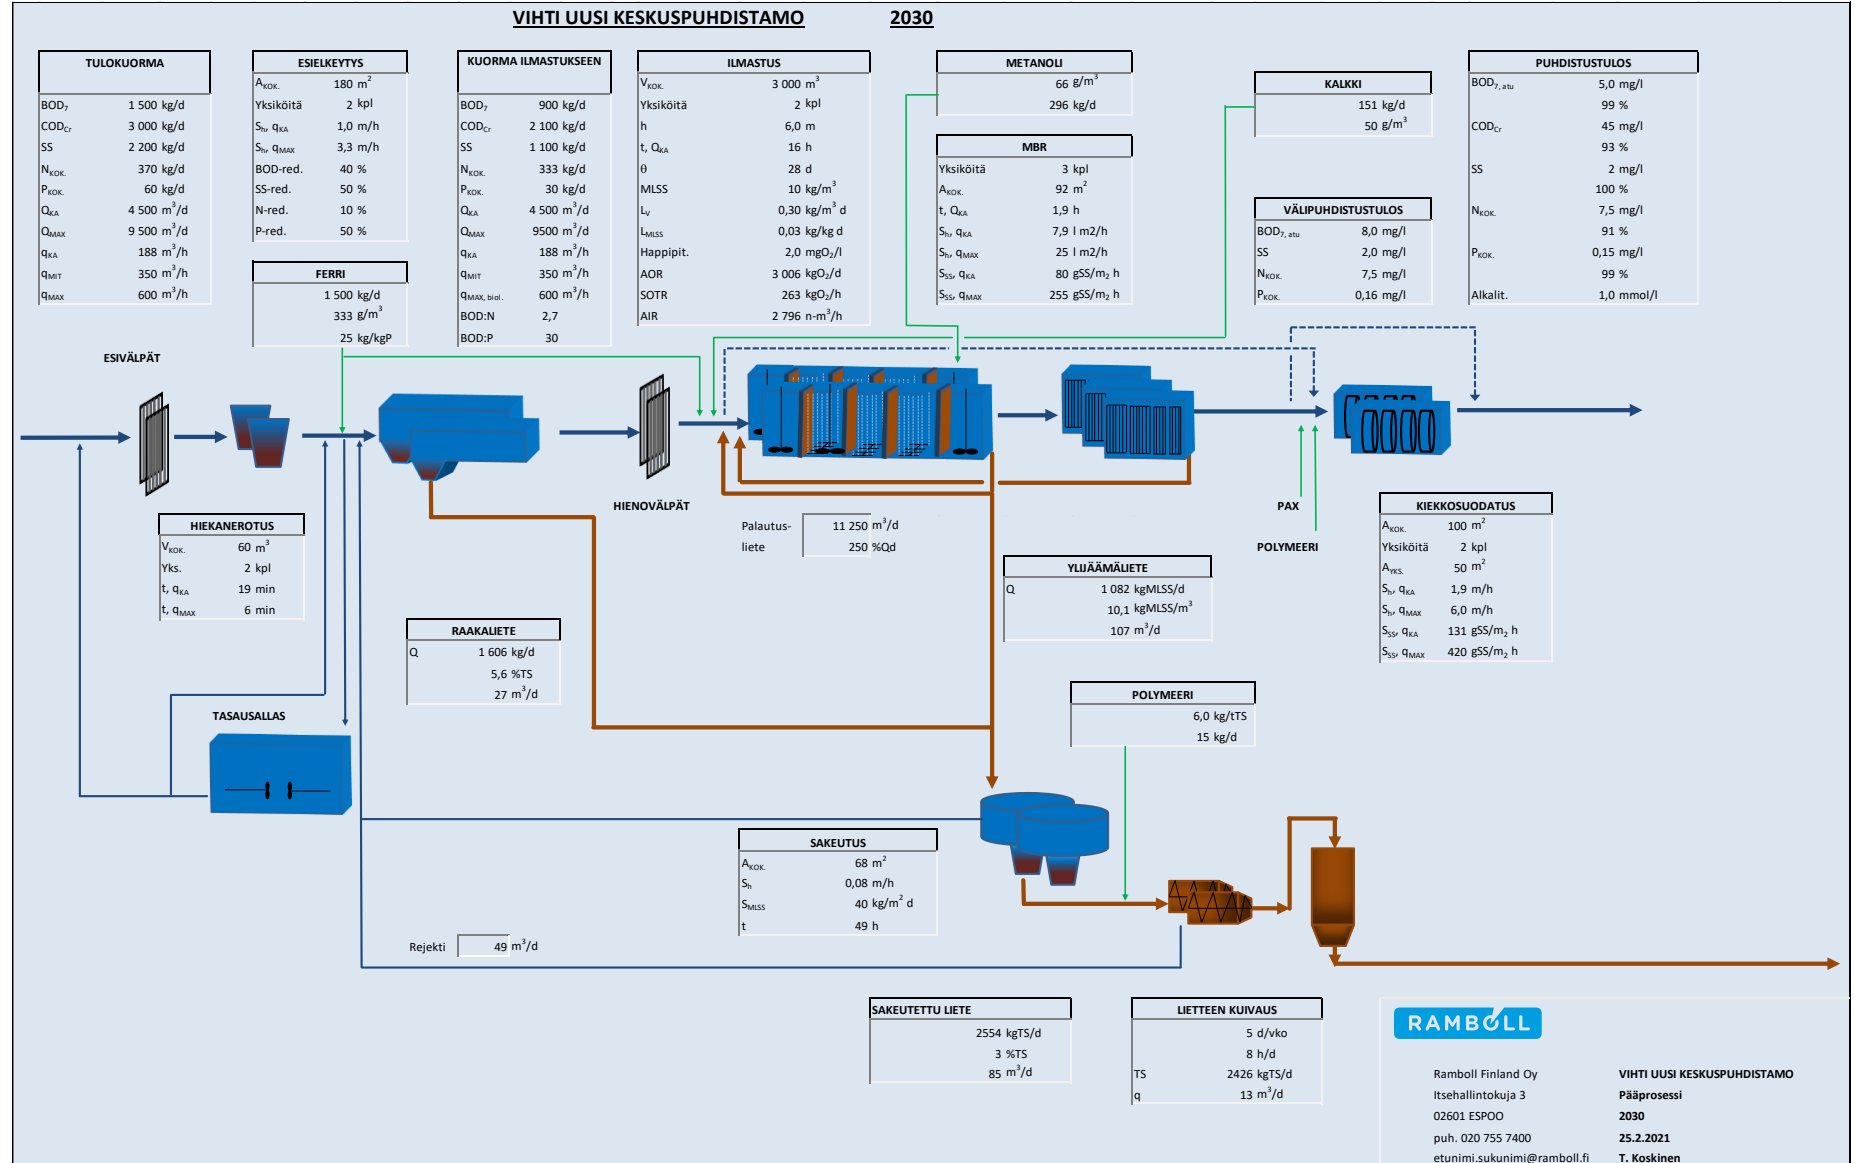 VIHTI UUSI KESKUSPUHDISTAMO 2030
TULOKUORMA
BOD7 1 500 kg/d
CODCr 3 000 kg/d
SS 2 200 kg/d
NKOK. 370 kg/d
PKOK. 60 kg/d
QKA 4 500 m3/d
QMAX 9 500 m3/d
qKA 188 m3/h
qMIT 350 m3/h
qMAX 600 m3/h
ESIELKEYTYS
AKOK. 180 m2
Yksiköitä 2 kpl
Sh, qKA 1,0 m/h
Sh, qMAX 3,3 m/h
BOD-red. 40 %
SS-red. 50 %
N-red. 10 %
P-red. 50 %
FERRI
1 500 kg/d
333 g/m3
25 kg/kgP
KUORMA ILMASTUKSEEN
BOD7 900 kg/d
CODCr 2 100 kg/d
SS 1 100 kg/d
NKOK. 333 kg/d
PKOK. 30 kg/d
QKA 4 500 m3/d
QMAX 9500 m3/d
qKA 188 m3/h
qMIT 350 m3/h
qMAX, biol. 600 m3/h
BOD:N 2,7
BOD:P 30
ILMASTUS
VKOK. 3 000 m3
Yksiköitä 2 kpl
h 6,0 m
t, QKA 16 h
θ 28 d
MLSS 10 kg/m3
LV 0,30 kg/m3 d
LMLSS 0,03 kg/kg d
Happipit. 2,0 mgO2/l
AOR 3 006 kgO2/d
SOTR 263 kgO2/h
AIR 2 796 n-m3/h
METANOLI
66 g/m3
296 kg/d
MBR
Yksiköitä 3 kpl
AKOK. 92 m2
t, QKA 1,9 h
Sh, qKA 7,9 l m2/h
Sh, qMAX 25 l m2/h
SSS, qKA 80 gSS/m2 h
SSS, qMAX 255 gSS/m2 h
KALKKI
151 kg/d
50 g/m3
VÄLIPUHDISTUSTULOS
BOD7, atu 8,0 mg/l
SS 2,0 mg/l
NKOK. 7,5 mg/l
PKOK. 0,16 mg/l
PUHDISTUSTULOS
BOD7, atu 5,0 mg/l
99 %
CODCr 45 mg/l
93 %
SS 2 mg/l
100 %
NKOK. 7,5 mg/l
91 %
PKOK. 0,15 mg/l
99 %
Alkalit. 1,0 mmol/l
ESIVÄLPÄT
HIENOVÄLPÄT
PAX
POLYMEERI
HIEKANEROTUS
VKOK. 60 m3
Yks. 2 kpl
t, qKA 19 min
t, qMAX 6 min
Palautus- 11 250 m3/d
liete 250 %Qd
KIEKKOSUODATUS
AKOK. 100 m2
Yksiköitä 2 kpl
AYKS. 50 m2
Sh, qKA 1,9 m/h
Sh, qMAX 6,0 m/h
SSS, qKA 131 gSS/m2 h
SSS, qMAX 420 gSS/m2 h
YLIJÄÄMÄLIETE
Q 1 082 kgMLSS/d
10,1 kgMLSS/m3
107 m3/d
RAAKALIETE
Q 1 606 kg/d
5,6 %TS
27 m3/d
POLYMEERI
6,0 kg/tTS
15 kg/d
TASAUSALLAS
SAKEUTUS
AKOK. 68 m2
Sh 0,08 m/h
SMLSS 40 kg/m2 d
t 49 h
Rejekti 49 m3/d
SAKEUTETTU LIETE
2554 kgTS/d
3 %TS
85 m3/d
LIETTEEN KUIVAUS
5 d/vko
8 h/d
TS 2426 kgTS/d
q 13 m3/d
RAMBOLL
Ramboll Finland Oy VIHTI UUSI KESKUSPUHDISTAMO
Itsehallintokuja 3 Pääprosessi
02601 ESPOO 2030
puh. 020 755 7400 25.2.2021
etunimi.sukunimi@ramboll.fi T. Koskinen